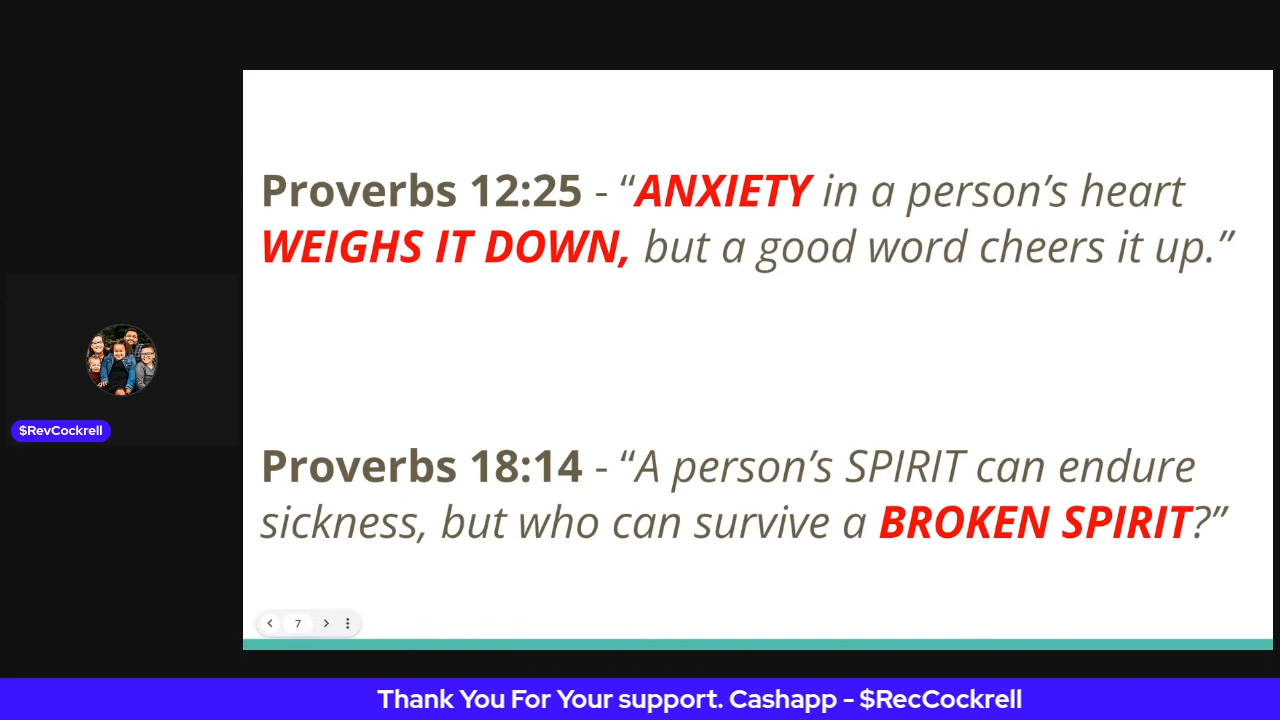 Proverbs 12:25 - “ANXIETY in a person’s heart
WEIGHS IT DOWN, but a good word cheers it up.”
$RevCockrell
Proverbs 18:14 - “A person’s SPIRIT can endure
sickness, but who can survive a BROKEN SPIRIT?”
7
Thank You For Your support. Cashapp - $RecCockrell